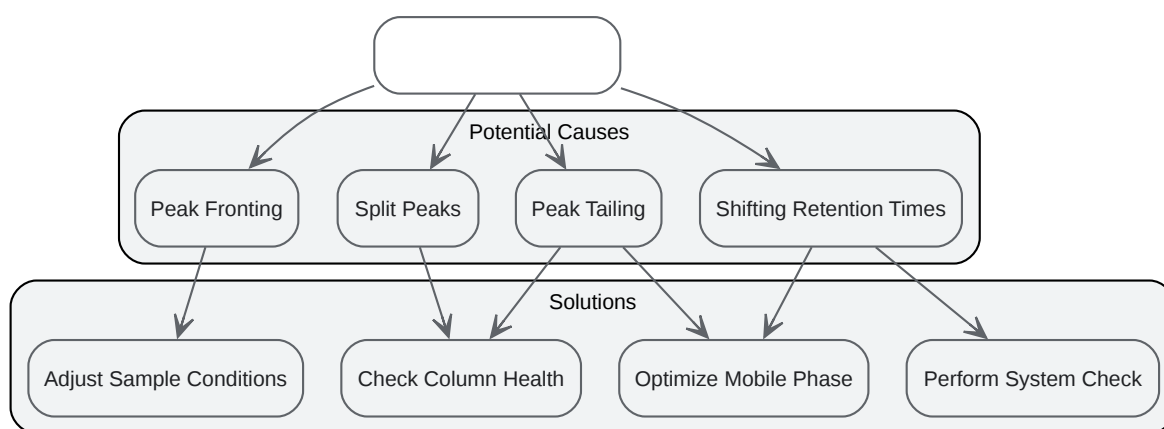 Potential Causes
Peak Fronting
Split Peaks
Peak Tailing
Shifting Retention Times
Solutions
Adjust Sample Conditions
Check Column Health
Optimize Mobile Phase
Perform System Check